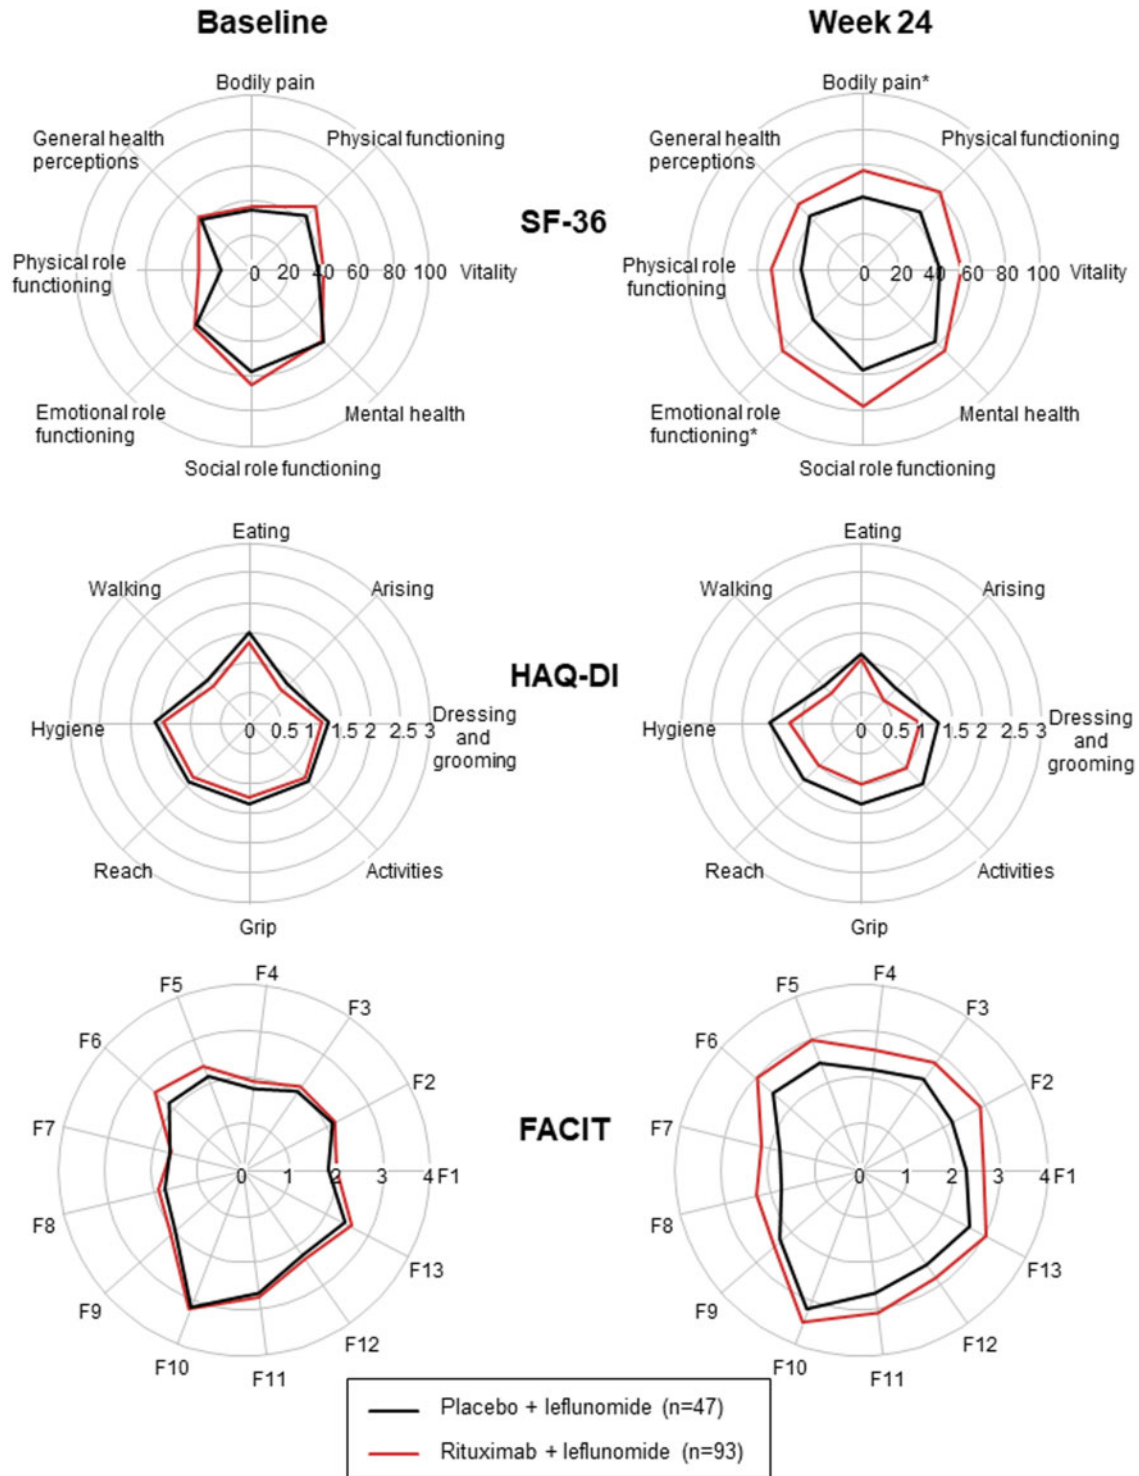 Baseline
Week 24
Bodily pain
General health
perceptions
Physical functioning
Physical role
functioning
0 20 40 60 80 100
Vitality
Emotional role
functioning
Mental health
Social role functioning
SF-36
Bodily pain*
General health
perceptions
Physical functioning
Physical role
functioning
0 20 40 60 80 100
Vitality
Emotional role
functioning*
Mental health
Social role functioning
Eating
Walking
Arising
Hygiene
0 0.5 1 1.5 2 2.5 3
Dressing
and
grooming
Reach
Activities
Grip
HAQ-DI
Eating
Walking
Arising
Hygiene
0 0.5 1 1.5 2 2.5 3
Dressing
and
grooming
Reach
Activities
Grip
F4
F5
F3
F6
F2
F7
0 1 2 3 4
F1
F8
F13
F9
F12
F10
F11
FACIT
F4
F5
F3
F6
F2
F7
0 1 2 3 4
F1
F8
F13
F9
F12
F10
F11
Placebo + leflunomide (n=47)
Rituximab + leflunomide (n=93)